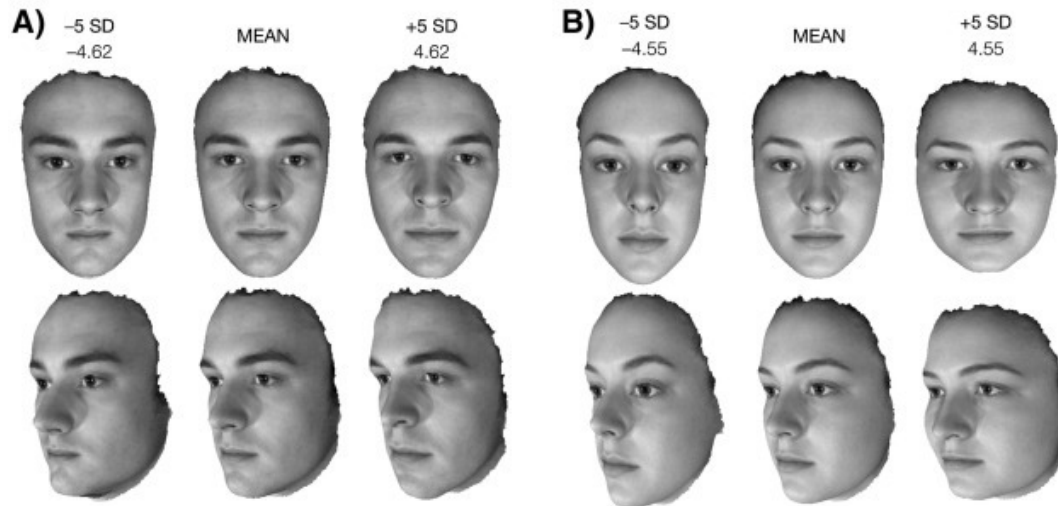 A)
–5 SD
–4.62
MEAN
+5 SD
4.62
B)
–5 SD
–4.55
MEAN
+5 SD
4.55